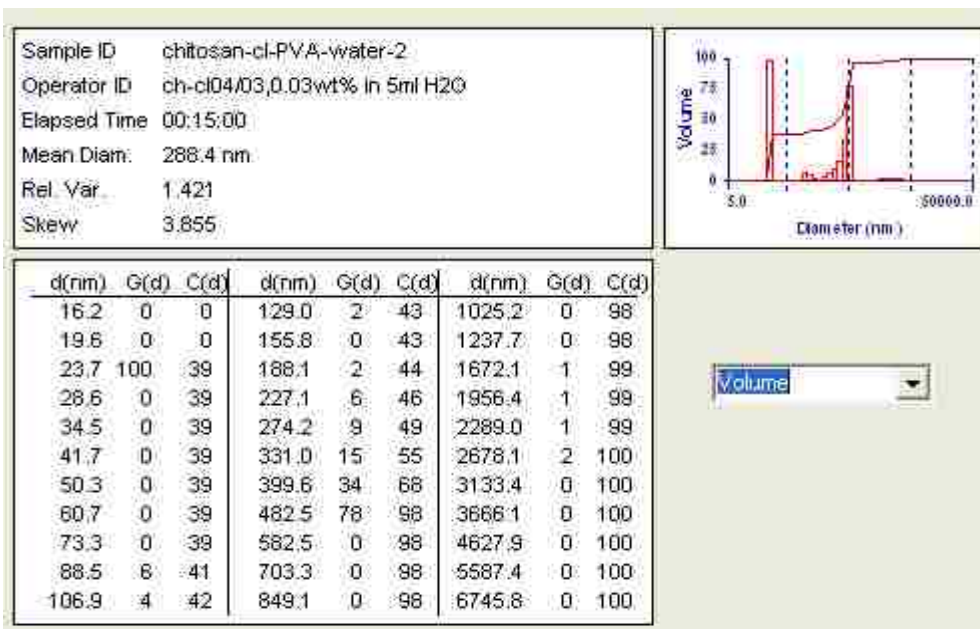 Sample ID chitosan-cl-PVA-water-2
Operator ID ch-cl04/03,0.03wt% in 5ml H2O
Elapsed Time 00:15:00
Mean Diam. 288.4 nm
Rel. Var. 1.421
Skew 3.855
100
75
50
25
0
Volume
5.0 50000.0
Diameter (nm)
d(nm) G(d) C(d) d(nm) G(d) C(d) d(nm) G(d) C(d)
16.2 0 0 129.0 2 43 1025.2 0 98
19.6 0 0 155.8 0 43 1237.7 0 98
23.7 100 39 188.1 2 44 1672.1 1 99
28.6 0 39 227.1 6 46 1956.4 1 99
34.5 0 39 274.2 9 49 2289.0 1 99
41.7 0 39 331.0 15 55 2678.1 2 100
50.3 0 39 399.6 34 68 3133.4 0 100
60.7 0 39 482.5 78 98 3666.1 0 100
73.3 0 39 582.5 0 98 4627.9 0 100
88.5 6 41 703.3 0 98 5587.4 0 100
106.9 4 42 849.1 0 98 6745.8 0 100
Volume